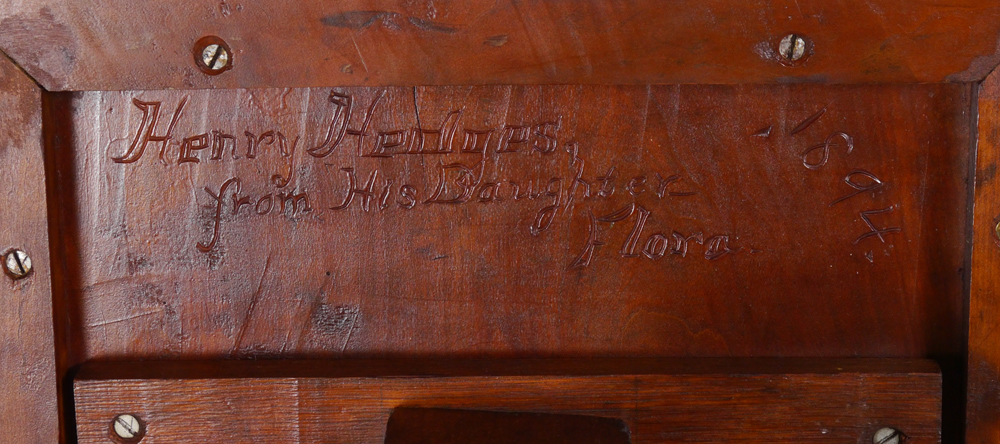 Henry Hedges,
from His Daughter
Flora.
1894.